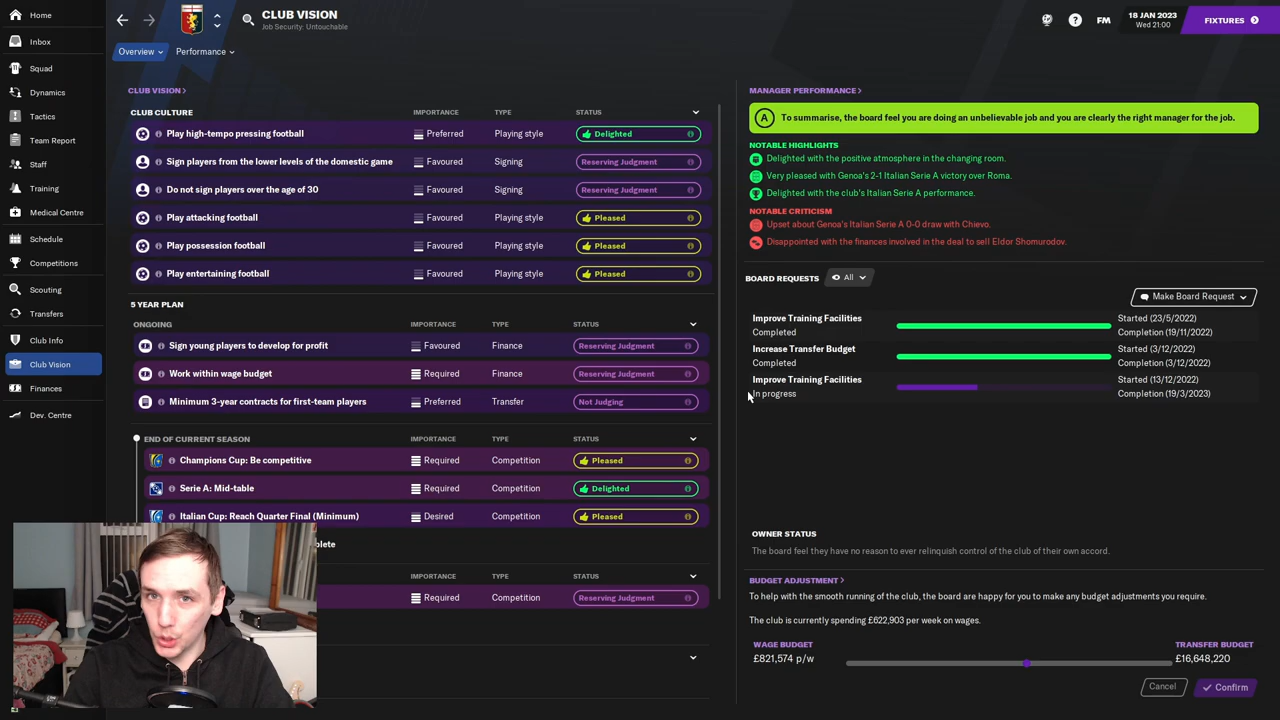 Home
Inbox
Squad
Dynamics
Tactics
Team Report
Staff
Training
Medical Centre
Schedule
Competitions
Scouting
Transfers
Club Info
Club Vision
Finances
Dev. Centre
CLUB VISION
Job Security: Untouchable
?
FM
18 JAN 2023
Wed 21:00
FIXTURES
Overview
Performance
CLUB VISION
CLUB CULTURE IMPORTANCE TYPE STATUS
Play high-tempo pressing football Preferred Playing style Delighted
Sign players from the lower levels of the domestic game Favoured Signing Reserving Judgment
Do not sign players over the age of 30 Favoured Signing Reserving Judgment
Play attacking football Favoured Playing style Pleased
Play possession football Favoured Playing style Pleased
Play entertaining football Favoured Playing style Pleased
5 YEAR PLAN
ONGOING IMPORTANCE TYPE STATUS
Sign young players to develop for profit Favoured Finance Reserving Judgment
Work within wage budget Required Finance Reserving Judgment
Minimum 3-year contracts for first-team players Preferred Transfer Not Judging
END OF CURRENT SEASON IMPORTANCE TYPE STATUS
Champions Cup: Be competitive Required Competition Pleased
Serie A: Mid-table Required Competition Delighted
Italian Cup: Reach Quarter Final (Minimum) Desired Competition Pleased
plete
IMPORTANCE TYPE STATUS
Required Competition Reserving Judgment
MANAGER PERFORMANCE
A To summarise, the board feel you are doing an unbelievable job and you are clearly the right manager for the job.
NOTABLE HIGHLIGHTS
Delighted with the positive atmosphere in the changing room.
Very pleased with Genoa's 2-1 Italian Serie A victory over Roma.
Delighted with the club's Italian Serie A performance.
NOTABLE CRITICISM
Upset about Genoa's Italian Serie A 0-0 draw with Chievo.
Disappointed with the finances involved in the deal to sell Eldor Shomurodov.
BOARD REQUESTS All
Make Board Request
Improve Training Facilities Started (23/5/2022)
Completed Completion (19/11/2022)
Increase Transfer Budget Started (3/12/2022)
Completed Completion (3/12/2022)
Improve Training Facilities Started (13/12/2022)
In progress Completion (19/3/2023)
OWNER STATUS
The board feel they have no reason to ever relinquish control of the club of their own accord.
BUDGET ADJUSTMENT
To help with the smooth running of the club, the board are happy for you to make any budget adjustments you require.
The club is currently spending £622,903 per week on wages.
WAGE BUDGET TRANSFER BUDGET
£821,574 p/w £16,648,220
Cancel Confirm